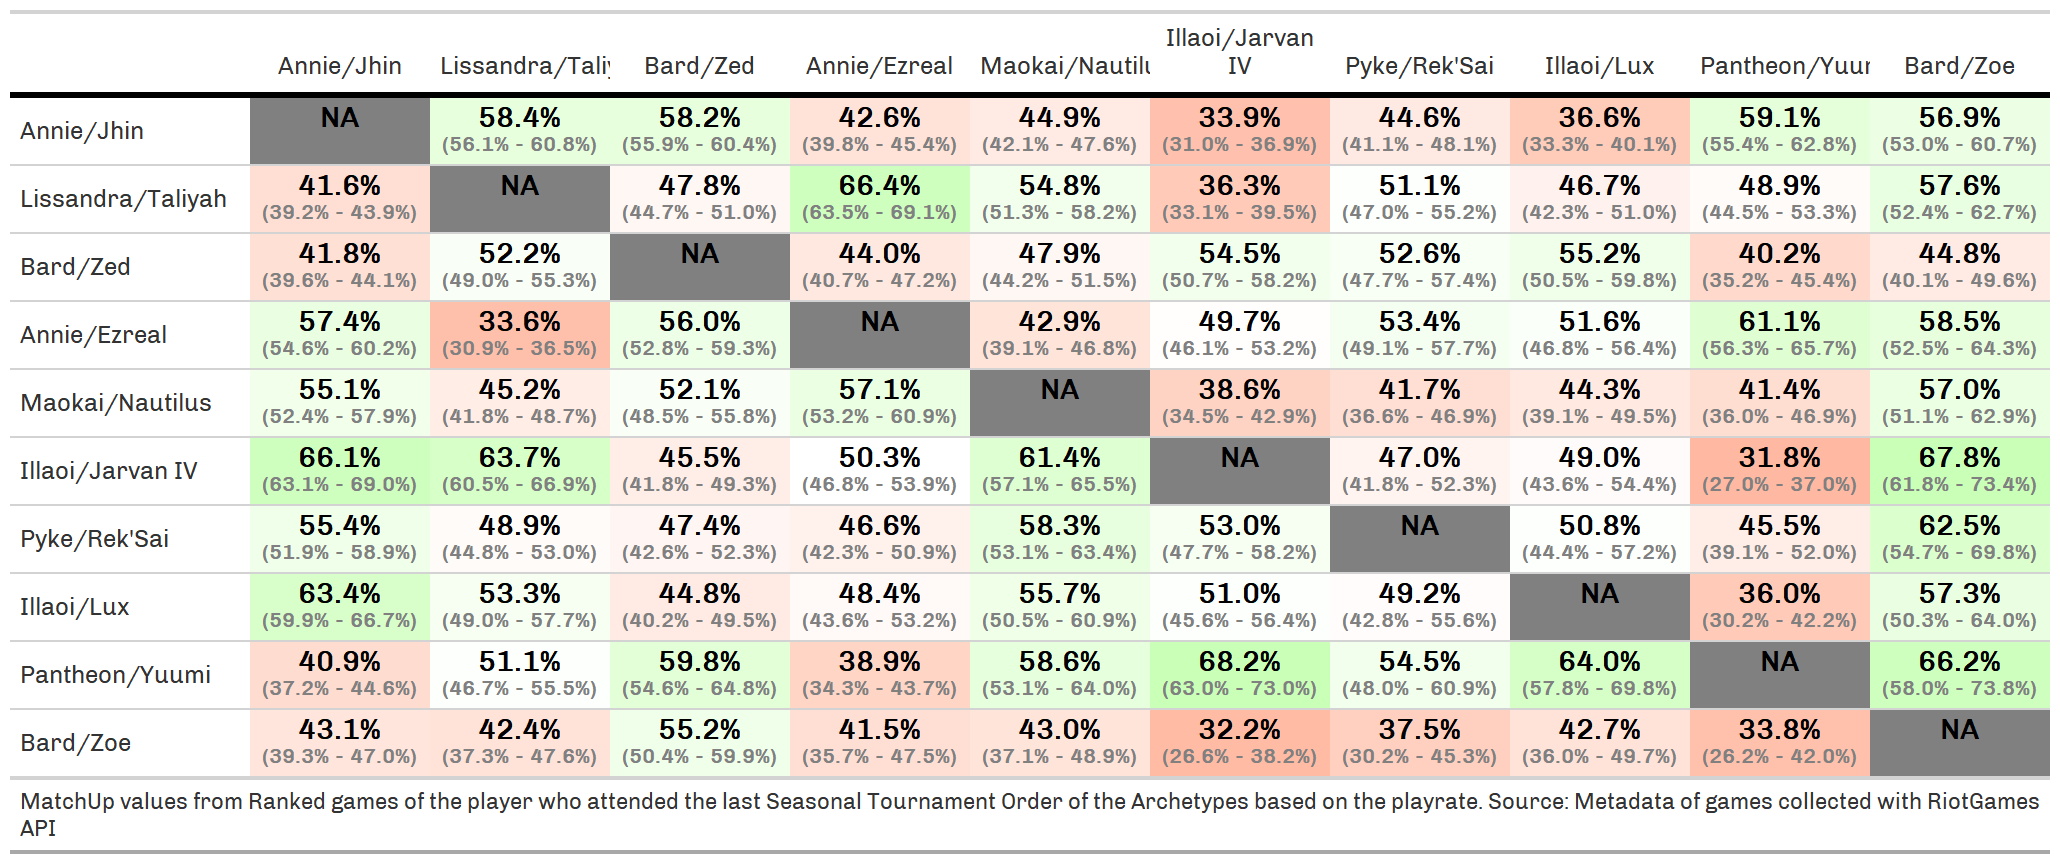 Illaoi/Jarvan
Annie/Jhin Lissandra/Taliy Bard/Zed Annie/Ezreal Maokai/Nautilu IV Pyke/Rek'Sai Illaoi/Lux Pantheon/Yuur Bard/Zoe
NA 58.4% 58.2% 42.6% 44.9% 33.9% 44.6% 36.6% 59.1% 56.9%
Annie/Jhin
(56.1% - 60.8%) (55.9% - 60.4%) (39.8% - 45.4%) (42.1% - 47.6%) (31.0% - 36.9%) (41.1% - 48.1%) (33.3% - 40.1%) (55.4% - 62.8%) (53.0% - 60.7%)
41.6% NA 47.8% 66.4% 54.8% 36.3% 51.1% 46.7% 48.9% 57.6%
Lissandra/Taliyah
(39.2% - 43.9%) (44.7% - 51.0%) (63.5% - 69.1%) (51.3% - 58.2%) (33.1% - 39.5%) (47.0% - 55.2%) (42.3% - 51.0%) (44.5% - 53.3%) (52.4% - 62.7%)
41.8% 52.2% NA 44.0% 47.9% 54.5% 52.6% 55.2% 40.2% 44.8%
Bard/Zed
(39.6% - 44.1%) (49.0% - 55.3%) (40.7% - 47.2%) (44.2% - 51.5%) (50.7% - 58.2%) (47.7% - 57.4%) (50.5% - 59.8%) (35.2% - 45.4%) (40.1% - 49.6%)
57.4% 33.6% 56.0% NA 42.9% 49.7% 53.4% 51.6% 61.1% 58.5%
Annie/Ezreal
(54.6% - 60.2%) (30.9% - 36.5%) (52.8% - 59.3%) (39.1% - 46.8%) (46.1% - 53.2%) (49.1% - 57.7%) (46.8% - 56.4%) (56.3% - 65.7%) (52.5% - 64.3%)
55.1% 45.2% 52.1% 57.1% NA 38.6% 41.7% 44.3% 41.4% 57.0%
Maokai/Nautilus
(52.4% - 57.9%) (41.8% - 48.7%) (48.5% - 55.8%) (53.2% - 60.9%) (34.5% - 42.9%) (36.6% - 46.9%) (39.1% - 49.5%) (36.0% - 46.9%) (51.1% - 62.9%)
66.1% 63.7% 45.5% 50.3% 61.4% NA 47.0% 49.0% 31.8% 67.8%
Illaoi/Jarvan IV
(63.1% - 69.0%) (60.5% - 66.9%) (41.8% - 49.3%) (46.8% - 53.9%) (57.1% - 65.5%) (41.8% - 52.3%) (43.6% - 54.4%) (27.0% - 37.0%) (61.8% - 73.4%)
55.4% 48.9% 47.4% 46.6% 58.3% 53.0% NA 50.8% 45.5% 62.5%
Pyke/Rek'Sai
(51.9% - 58.9%) (44.8% - 53.0%) (42.6% - 52.3%) (42.3% - 50.9%) (53.1% - 63.4%) (47.7% - 58.2%) (44.4% - 57.2%) (39.1% - 52.0%) (54.7% - 69.8%)
63.4% 53.3% 44.8% 48.4% 55.7% 51.0% 49.2% NA 36.0% 57.3%
Illaoi/Lux
(59.9% - 66.7%) (49.0% - 57.7%) (40.2% - 49.5%) (43.6% - 53.2%) (50.5% - 60.9%) (45.6% - 56.4%) (42.8% - 55.6%) (30.2% - 42.2%) (50.3% - 64.0%)
40.9% 51.1% 59.8% 38.9% 58.6% 68.2% 54.5% 64.0% NA 66.2%
Pantheon/Yuumi
(37.2% - 44.6%) (46.7% - 55.5%) (54.6% - 64.8%) (34.3% - 43.7%) (53.1% - 64.0%) (63.0% - 73.0%) (48.0% - 60.9%) (57.8% - 69.8%) (58.0% - 73.8%)
43.1% 42.4% 55.2% 41.5% 43.0% 32.2% 37.5% 42.7% 33.8% NA
Bard/Zoe
(39.3% - 47.0%) (37.3% - 47.6%) (50.4% - 59.9%) (35.7% - 47.5%) (37.1% - 48.9%) (26.6% - 38.2%) (30.2% - 45.3%) (36.0% - 49.7%) (26.2% - 42.0%)
MatchUp values from Ranked games of the player who attended the last Seasonal Tournament Order of the Archetypes based on the playrate. Source: Metadata of games collected with RiotGames
API